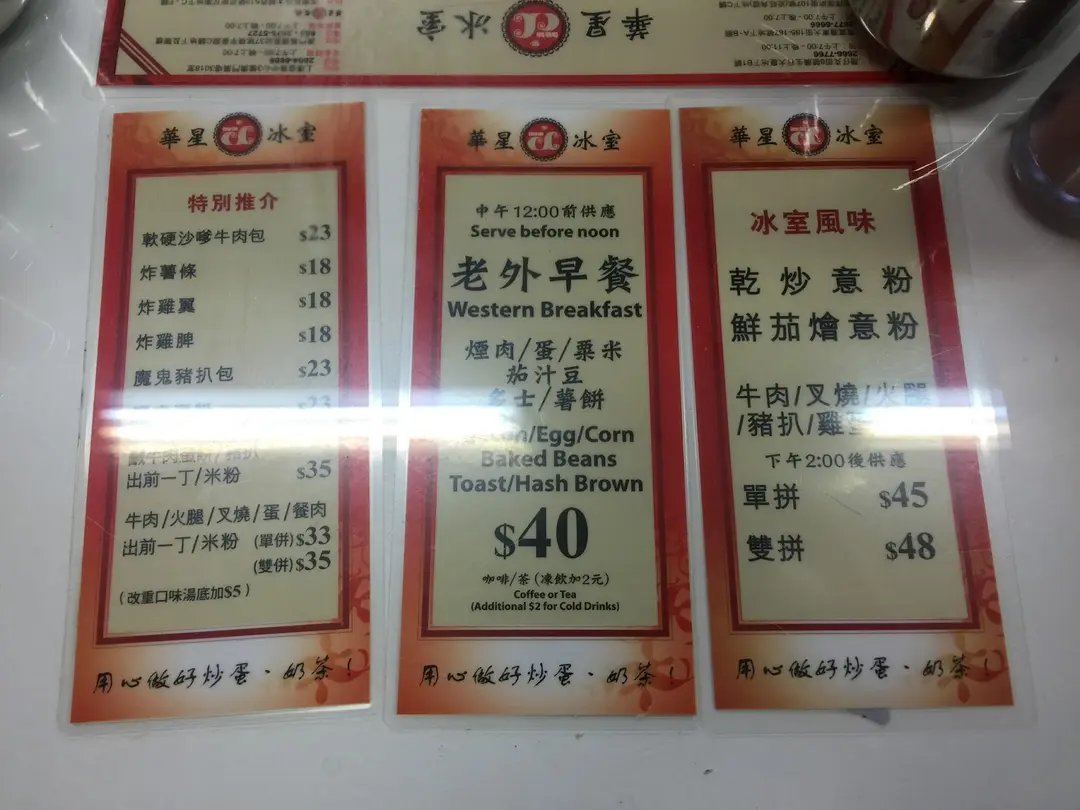 華星 冰室
華星 冰室
特別推介
軟硬沙嗲牛肉包 $23
炸薯條 $18
炸雞翼 $18
炸雞脾 $18
魔鬼豬扒包 $23
$23
出前一丁/米粉 $35
牛肉/火腿/叉燒/蛋/餐肉
出前一丁/米粉 (單併)$33
(雙併)$35
(改重口味湯底加$5)
用心做好炒蛋、奶茶!
華星 冰室
中午12:00前供應
Serve before noon
老外早餐
Western Breakfast
煙肉/蛋/粟米
茄汁豆
多士/薯餅
/Egg/Corn
Baked Beans
Toast/Hash Brown
$40
咖啡/茶(凍飲加2元)
Coffee or Tea
(Additional $2 for Cold Drinks)
用心做好炒蛋、奶茶!
華星 冰室
冰室風味
乾炒意粉
鮮茄燴意粉
牛肉/叉燒/火腿
/豬扒/雞
下午2:00後供應
單拼 $45
雙拼 $48
用心做好炒蛋、奶茶!